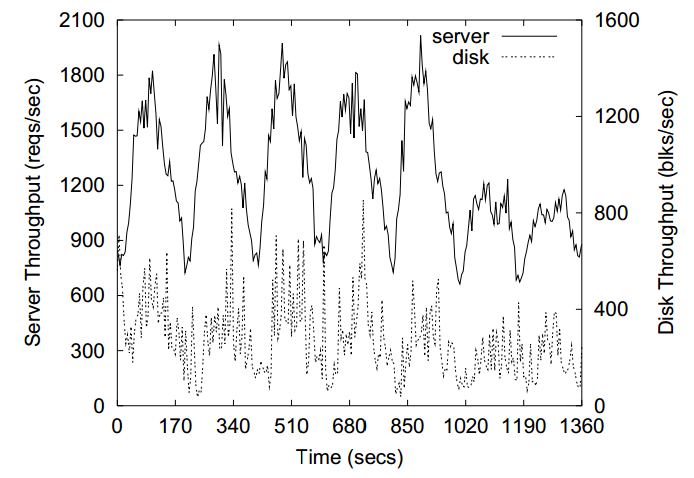 server
disk
2100
1800
1500
1200
900
600
300
0
Server Throughput (reqs/sec)
1600
1200
800
400
0
Disk Throughput (blks/sec)
0 170 340 510 680 850 1020 1190 1360
Time (secs)